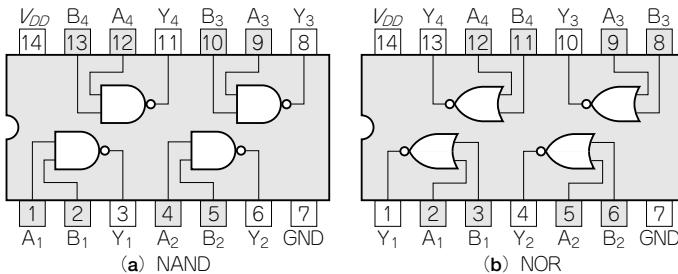 V_DD B₄ A₄ Y₄ B₃ A₃ Y₃
14 13 12 11 10 9 8
1 2 3 4 5 6 7
A₁ B₁ Y₁ A₂ B₂ Y₂ GND
(a) NAND
V_DD Y₄ A₄ B₄ Y₃ A₃ B₃
14 13 12 11 10 9 8
1 2 3 4 5 6 7
Y₁ A₁ B₁ Y₂ A₂ B₂ GND
(b) NOR